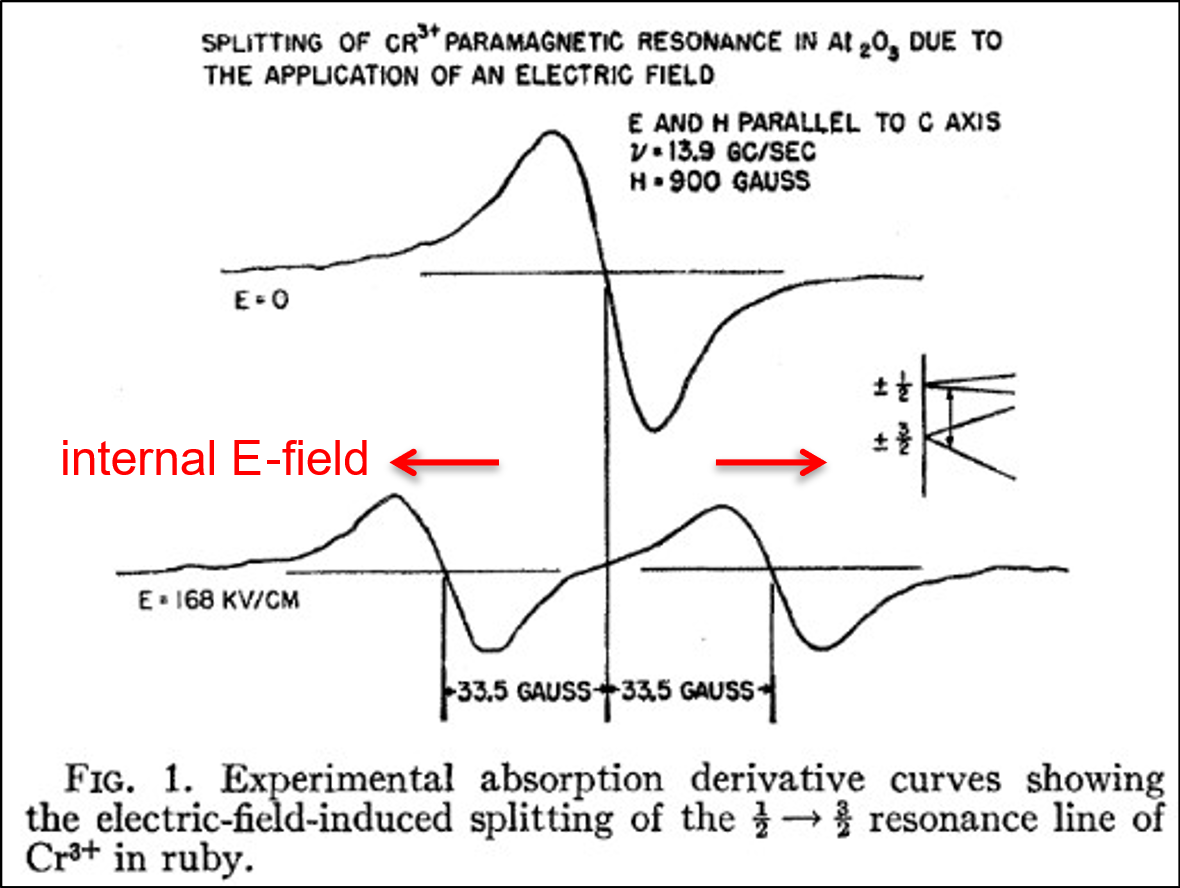 SPLITTING OF CR³⁺ PARAMAGNETIC RESONANCE IN Al₂O₃ DUE TO
THE APPLICATION OF AN ELECTRIC FIELD
E AND H PARALLEL TO C AXIS
ν = 13.9 GC/SEC
H = 900 GAUSS
E = 0
± 1/2
± 3/2
internal E-field
E = 168 KV/CM
33.5 GAUSS
33.5 GAUSS
FIG. 1. Experimental absorption derivative curves showing
the electric-field-induced splitting of the ½ → 3/2 resonance line of
Cr³⁺ in ruby.